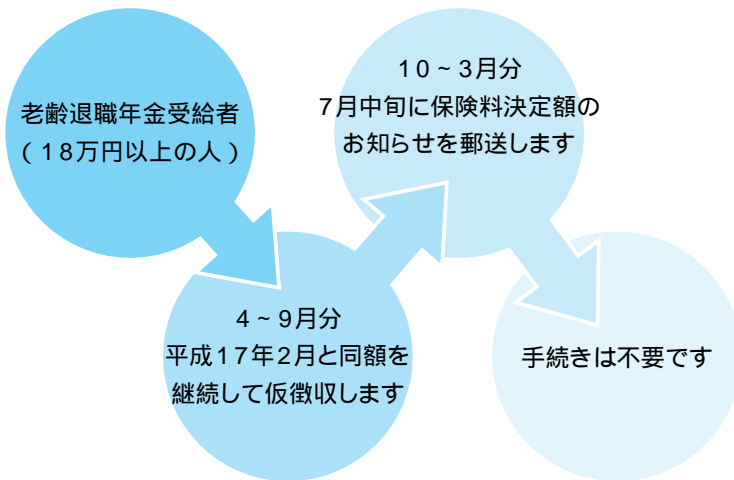 老齢退職年金受給者
(18万円以上の人)
4~9月分
平成17年2月と同額を
継続して仮徴収します
10~3月分
7月中旬に保険料決定額の
お知らせを郵送します
手続きは不要です